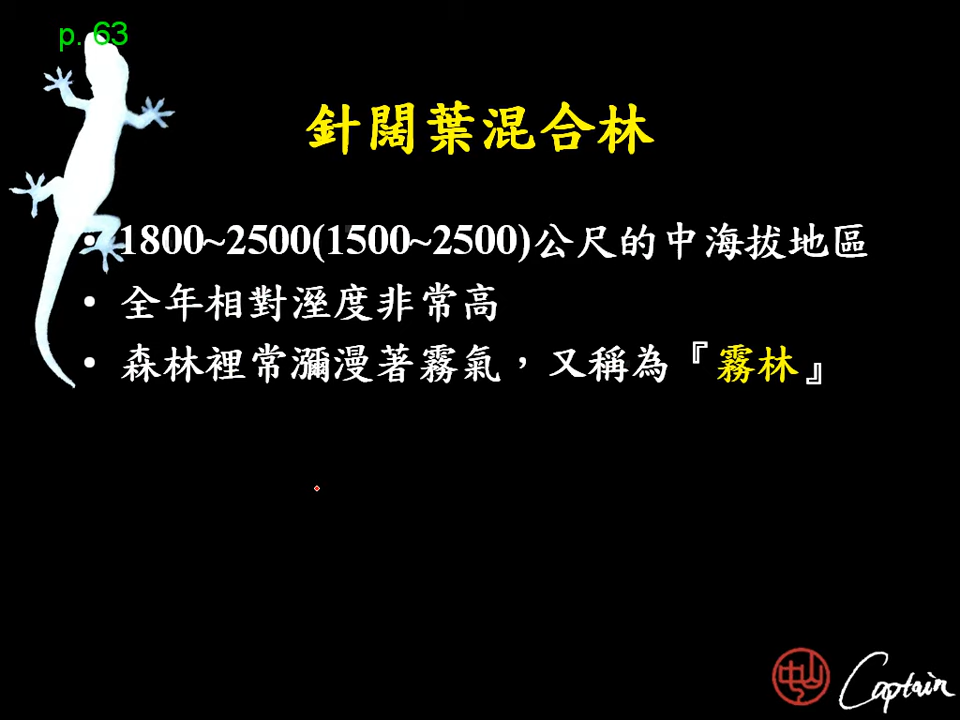 p. 63
針闊葉混合林
• 1800~2500(1500~2500)公尺的中海拔地區
• 全年相對溼度非常高
• 森林裡常瀰漫著霧氣，又稱為『霧林』
Captain